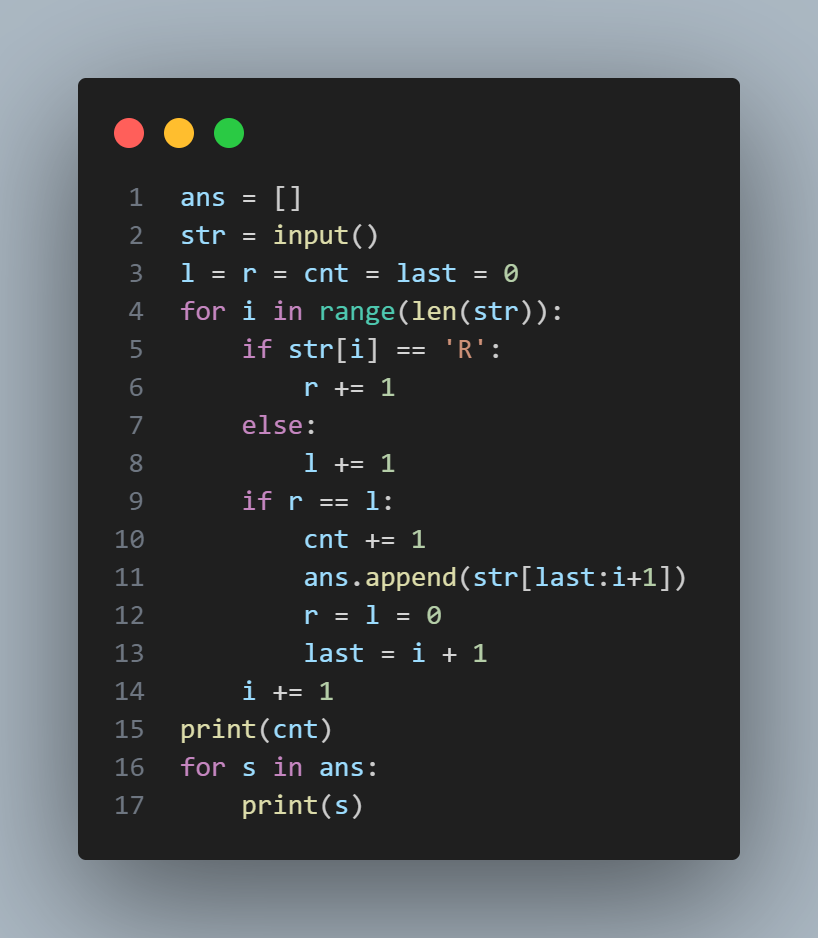 1 ans = []
2 str = input()
3 l = r = cnt = last = 0
4 for i in range(len(str)):
5     if str[i] == 'R':
6         r += 1
7     else:
8         l += 1
9     if r == l:
10         cnt += 1
11         ans.append(str[last:i+1])
12         r = l = 0
13         last = i + 1
14     i += 1
15 print(cnt)
16 for s in ans:
17     print(s)